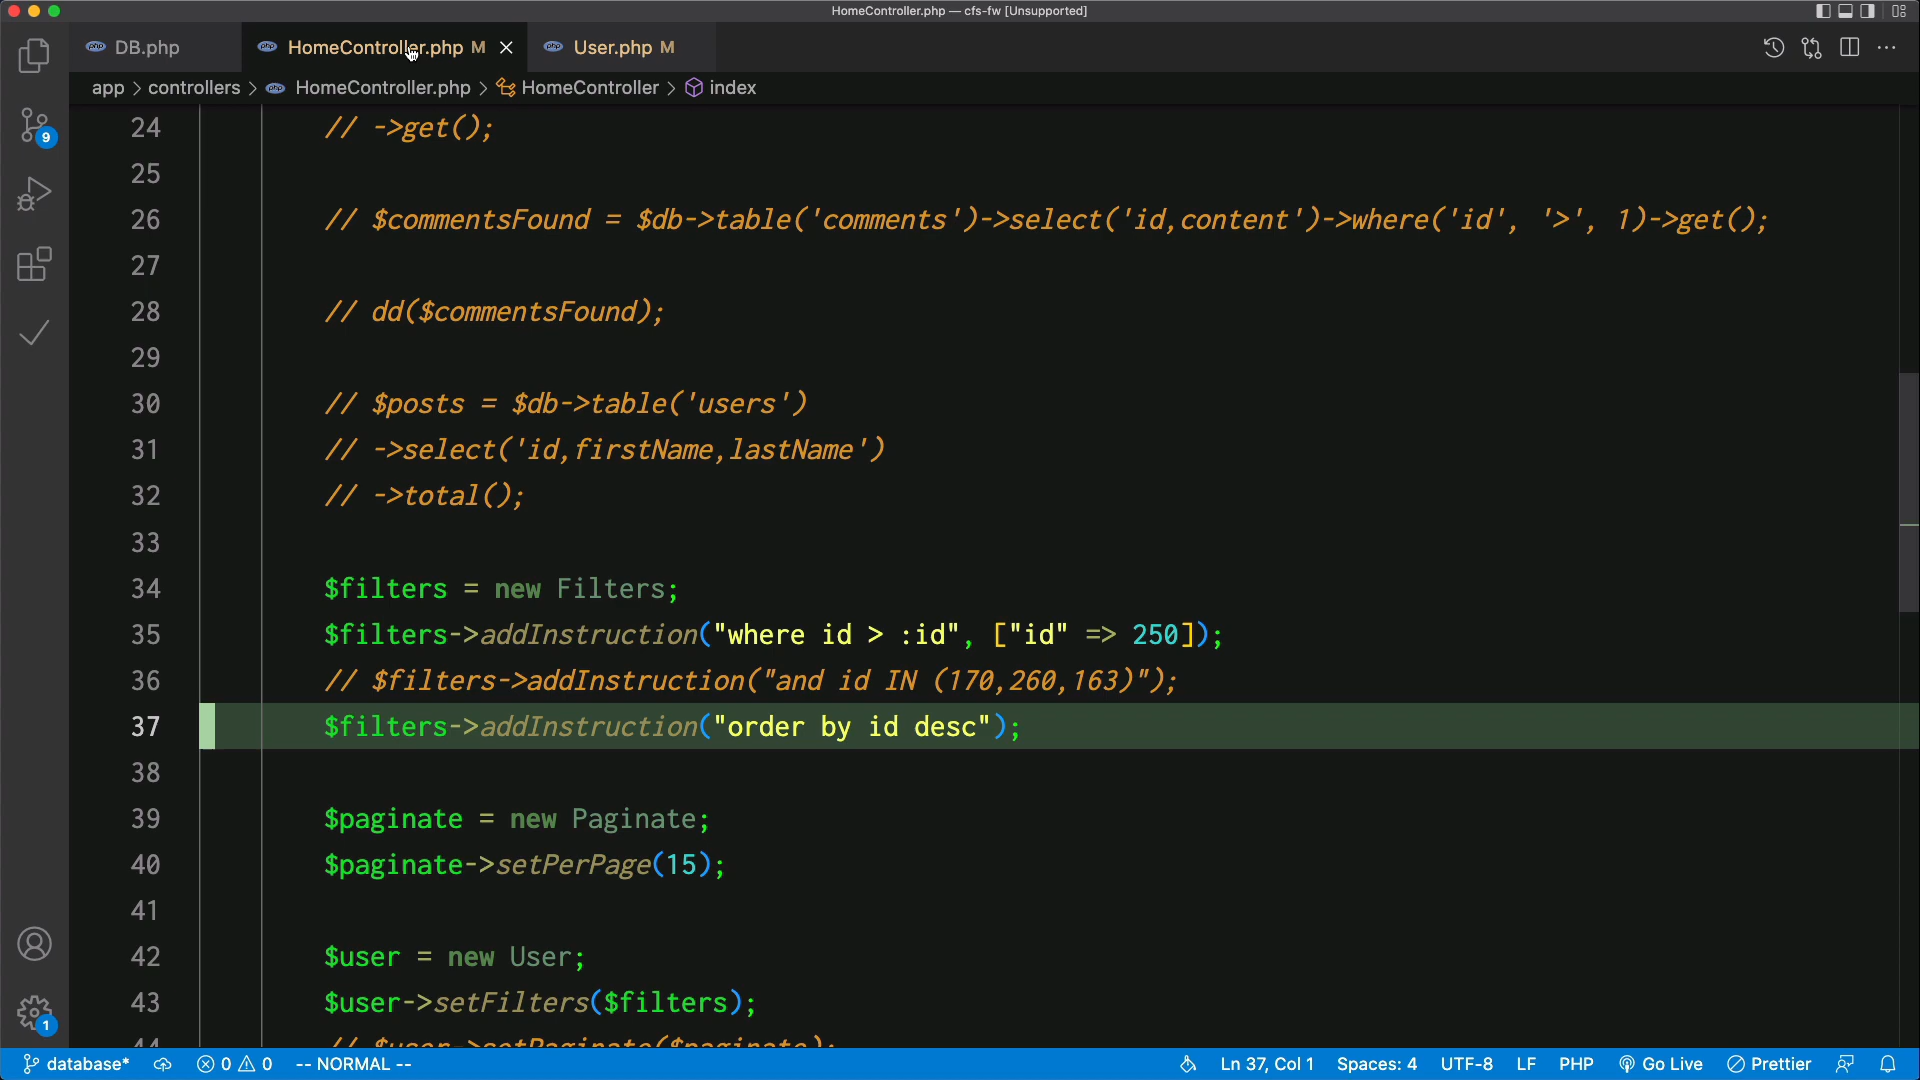 HomeController.php — cfs-fw [Unsupported]
php DB.php
php HomeController.php M
php User.php M
app > controllers > php HomeController.php > HomeController > index
9
24 // ->get();
25
26 // $commentsFound = $db->table('comments')->select('id,content')->where('id', '>', 1)->get();
27
28 // dd($commentsFound);
29
30 // $posts = $db->table('users')
31 // ->select('id,firstName,lastName')
32 // ->total();
33
34 $filters = new Filters;
35 $filters->addInstruction("where id > :id", ["id" => 250]);
36 // $filters->addInstruction("and id IN (170,260,163)");
37 $filters->addInstruction("order by id desc");
38
39 $paginate = new Paginate;
40 $paginate->setPerPage(15);
41
42 $user = new User;
43 $user->setFilters($filters);
44 // $user->setPaginate($paginate);
1
database* 0 0 -- NORMAL -- Ln 37, Col 1 Spaces: 4 UTF-8 LF PHP Go Live Prettier